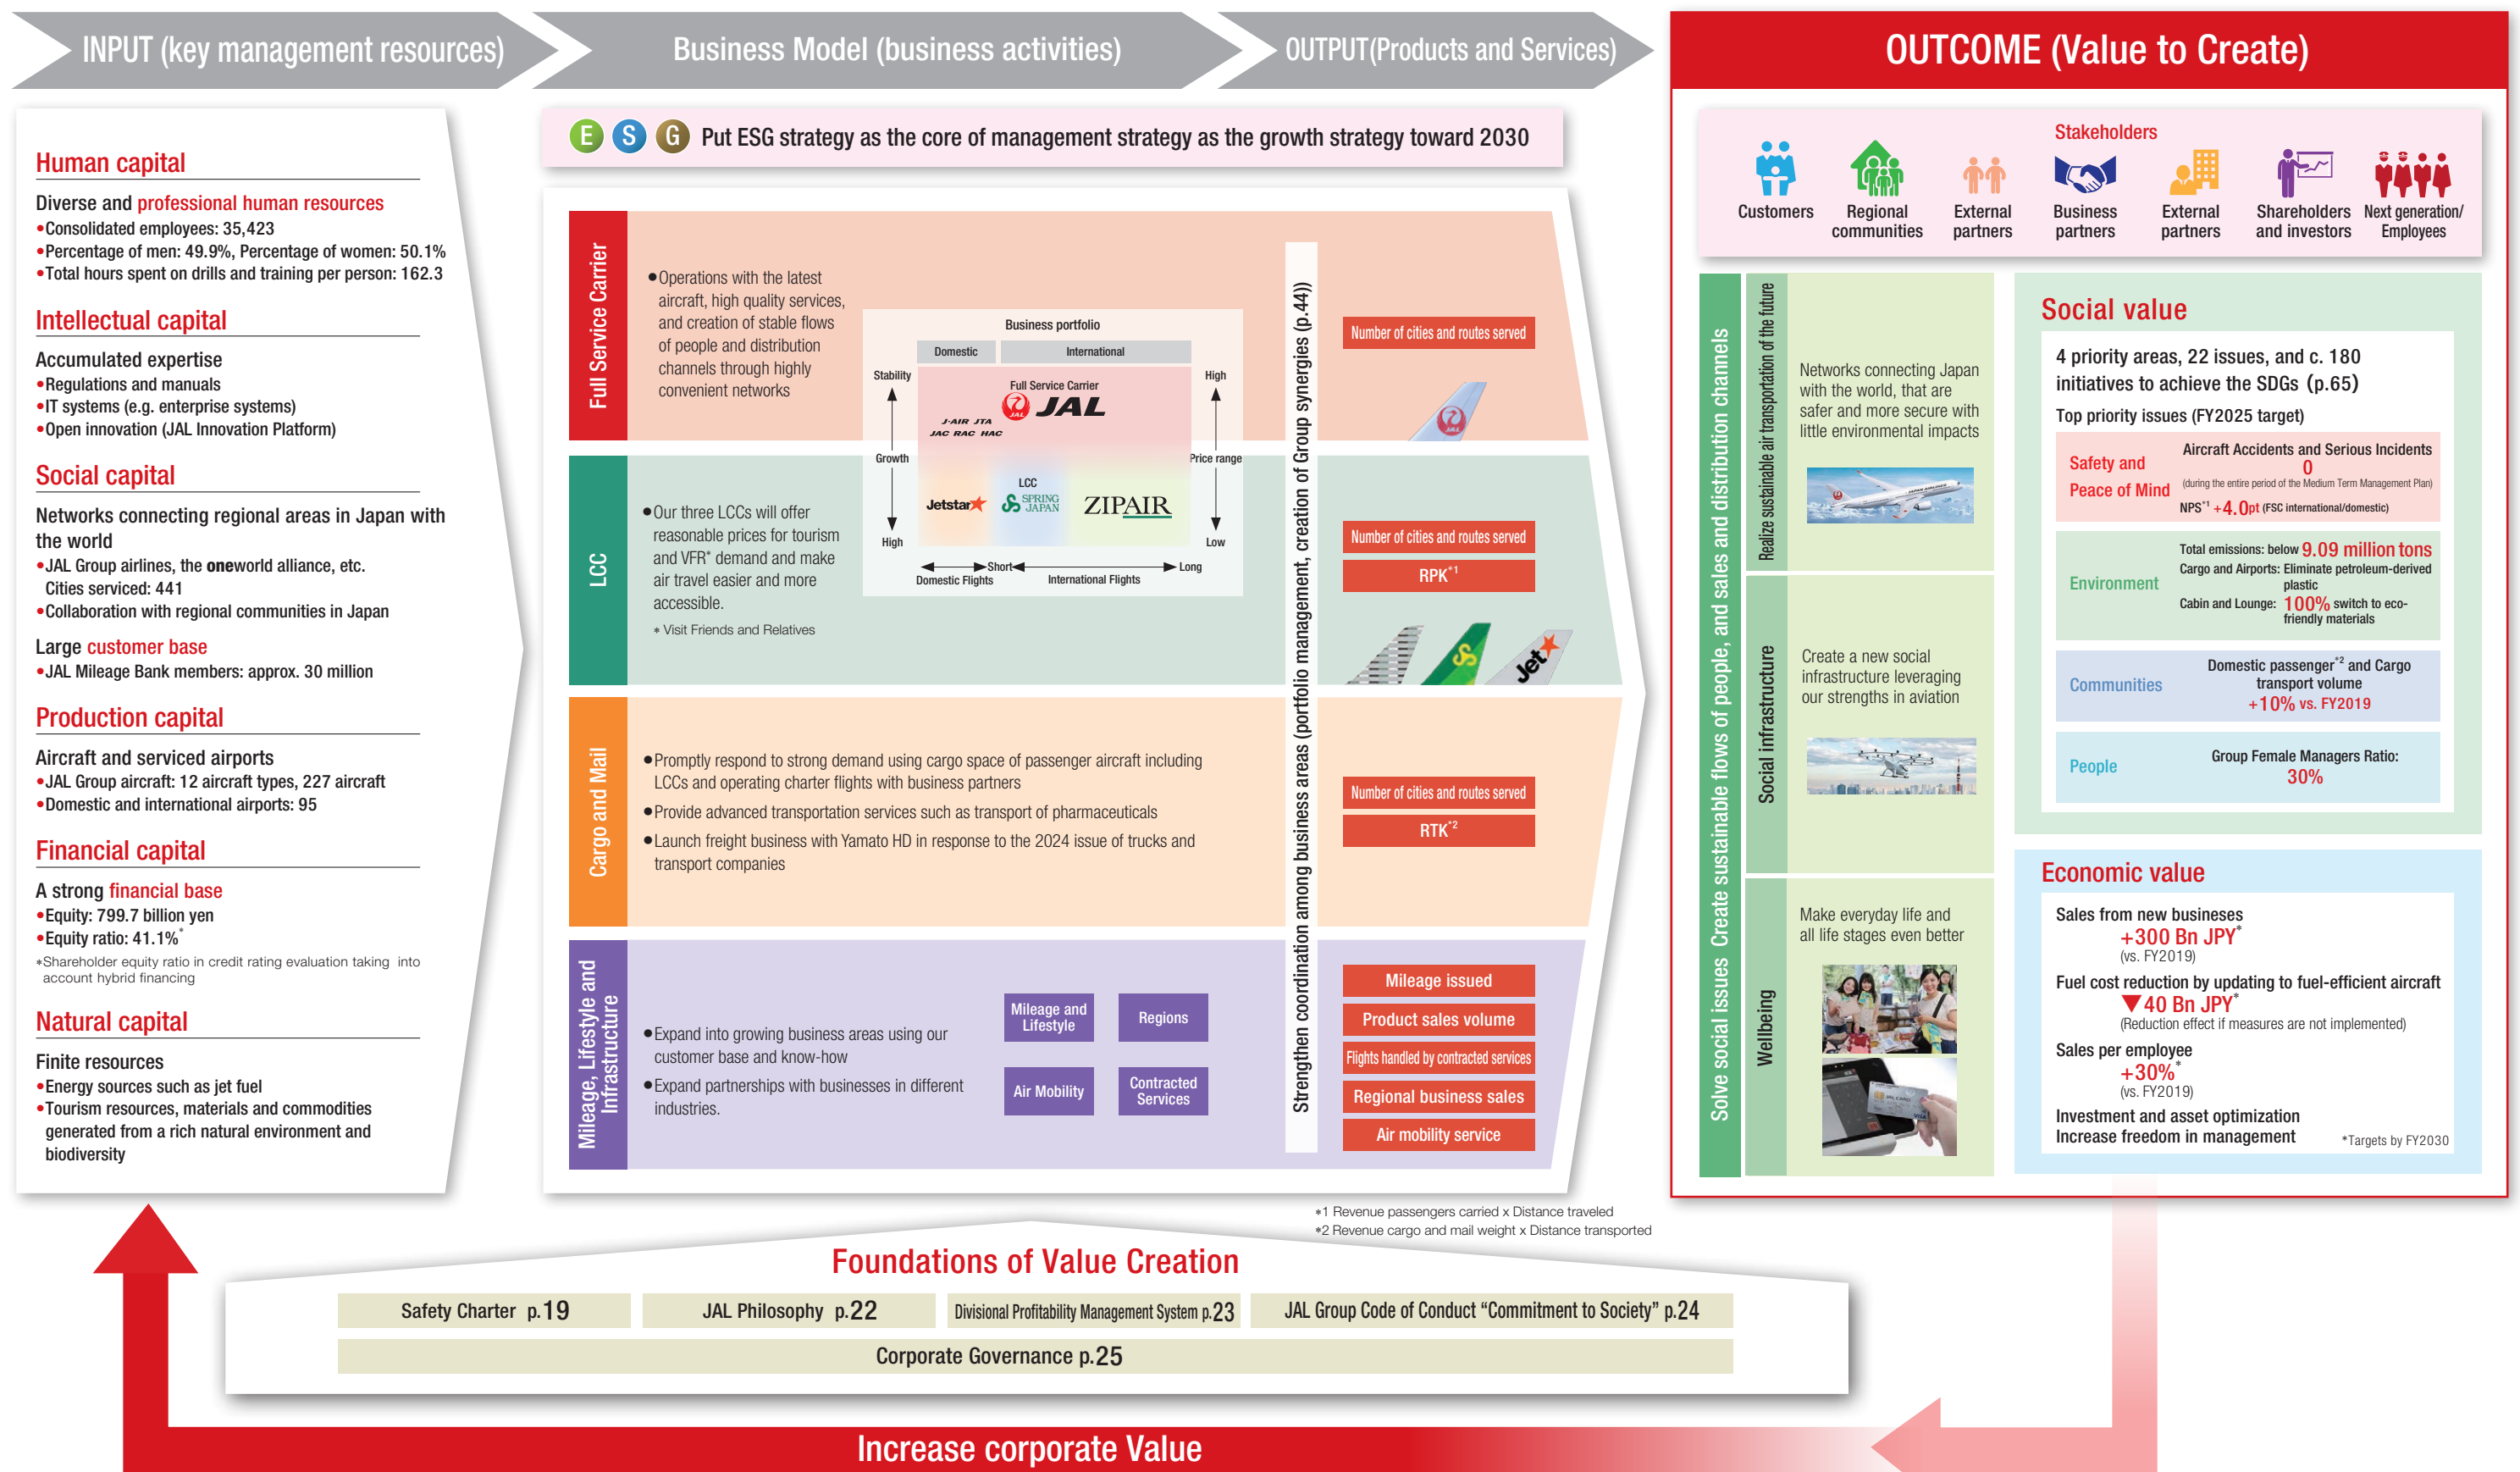 INPUT (key management resources)
Business Model (business activities)
OUTPUT(Products and Services)
OUTCOME (Value to Create)
Human capital
Diverse and professional human resources
•Consolidated employees: 35,423
•Percentage of men: 49.9%, Percentage of women: 50.1%
•Total hours spent on drills and training per person: 162.3
Intellectual capital
Accumulated expertise
•Regulations and manuals
•IT systems (e.g. enterprise systems)
•Open innovation (JAL Innovation Platform)
Social capital
Networks connecting regional areas in Japan with
the world
•JAL Group airlines, the oneworld alliance, etc.
Cities serviced: 441
•Collaboration with regional communities in Japan
Large customer base
•JAL Mileage Bank members: approx. 30 million
Production capital
Aircraft and serviced airports
•JAL Group aircraft: 12 aircraft types, 227 aircraft
•Domestic and international airports: 95
Financial capital
A strong financial base
•Equity: 799.7 billion yen
•Equity ratio: 41.1%*
*Shareholder equity ratio in credit rating evaluation taking into
account hybrid financing
Natural capital
Finite resources
•Energy sources such as jet fuel
•Tourism resources, materials and commodities
generated from a rich natural environment and
biodiversity
E S G Put ESG strategy as the core of management strategy as the growth strategy toward 2030
Full Service Carrier
•Operations with the latest
aircraft, high quality services,
and creation of stable flows
of people and distribution
channels through highly
convenient networks
Business portfolio
Domestic
International
Stability
High
Full Service Carrier
JAL
JAL
J-AIR JTA
JAC RAC HAC
Growth
Price range
LCC
Jetstar
SPRING
JAPAN
ZIPAIR
High
Low
Short
Long
Domestic Flights
International Flights
LCC
•Our three LCCs will offer
reasonable prices for tourism
and VFR* demand and make
air travel easier and more
accessible.
* Visit Friends and Relatives
Cargo and Mail
•Promptly respond to strong demand using cargo space of passenger aircraft including
LCCs and operating charter flights with business partners
•Provide advanced transportation services such as transport of pharmaceuticals
•Launch freight business with Yamato HD in response to the 2024 issue of trucks and
transport companies
Mileage, Lifestyle and
Infrastructure
•Expand into growing business areas using our
customer base and know-how
•Expand partnerships with businesses in different
industries.
Mileage and
Lifestyle
Regions
Air Mobility
Contracted
Services
Strengthen coordination among business areas (portfolio management, creation of Group synergies (p.44))
Number of cities and routes served
JAL
Number of cities and routes served
RPK*1
Jet
Number of cities and routes served
RTK*2
Mileage issued
Product sales volume
Flights handled by contracted services
Regional business sales
Air mobility service
*1 Revenue passengers carried x Distance traveled
*2 Revenue cargo and mail weight x Distance transported
Stakeholders
Customers
Regional
communities
External
partners
Business
partners
External
partners
Shareholders
and investors
Next generation/
Employees
Solve social issues Create sustainable flows of people, and sales and distribution channels
Realize sustainable air transportation of the future
Networks connecting Japan
with the world, that are
safer and more secure with
little environmental impacts
JAPAN AIRLINES
Social infrastructure
Create a new social
infrastructure leveraging
our strengths in aviation
Wellbeing
Make everyday life and
all life stages even better
JAL CARD
VISA
Social value
4 priority areas, 22 issues, and c. 180
initiatives to achieve the SDGs (p.65)
Top priority issues (FY2025 target)
Safety and
Peace of Mind
Aircraft Accidents and Serious Incidents
0
(during the entire period of the Medium Term Management Plan)
NPS*1 +4.0pt (FSC international/domestic)
Environment
Total emissions: below 9.09 million tons
Cargo and Airports: Eliminate petroleum-derived
plastic
Cabin and Lounge: 100% switch to eco-
friendly materials
Communities
Domestic passenger*2 and Cargo
transport volume
+10% vs. FY2019
People
Group Female Managers Ratio:
30%
Economic value
Sales from new busineses
+300 Bn JPY*
(vs. FY2019)
Fuel cost reduction by updating to fuel-efficient aircraft
▼40 Bn JPY*
(Reduction effect if measures are not implemented)
Sales per employee
+30%*
(vs. FY2019)
Investment and asset optimization
Increase freedom in management
*Targets by FY2030
Foundations of Value Creation
Safety Charter p.19
JAL Philosophy p.22
Divisional Profitability Management System p.23
JAL Group Code of Conduct “Commitment to Society” p.24
Corporate Governance p.25
Increase corporate Value